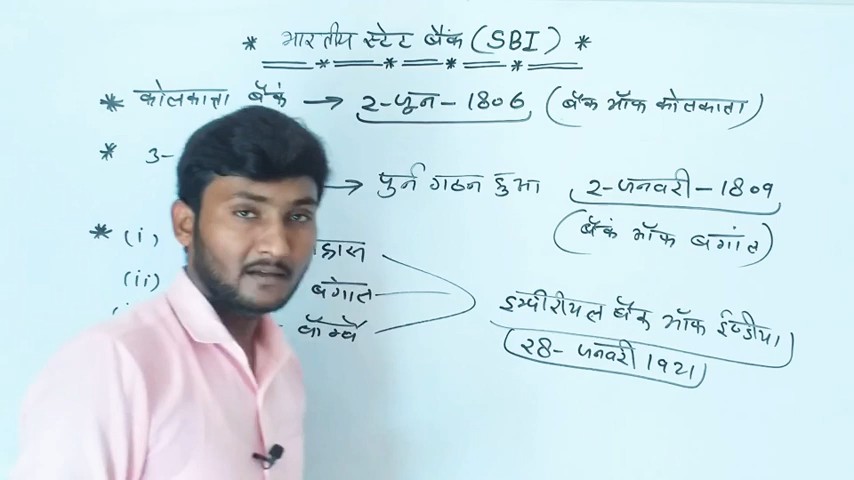 * भारतीय स्टेट बैंक (SBI) *
* कोलकाता बैंक → 2-जून-1806 (बैंक ऑफ कोलकाता)
* 3-
→ पुर्न गठन हुआ 2-जनवरी-1809
(बैंक ऑफ बंगाल)
* (i)
(ii) बंगाल
बॉम्बे
इम्पीरीयल बैंक ऑफ इण्डीया
28-जनवरी 1921